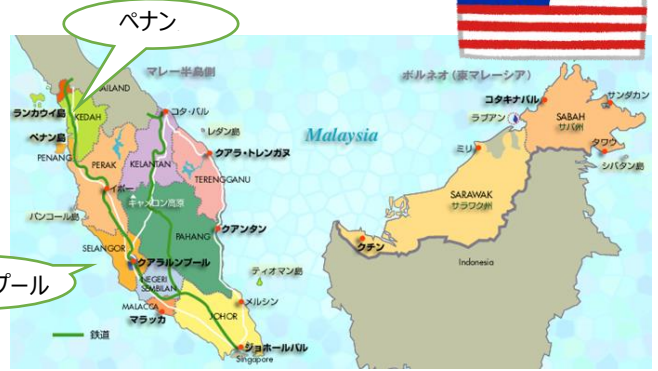 ペナン
マレー半島側
ボルネオ(東マレーシア)
AILAND
コタ・バル
コタキナバル
サンダカン
ランカウイ島
KEDAH
レダン島
ラブアン
SABAH
サバ州
ペナン島
Malaysia
クアラ・トレンガヌ
PENANG
PERAK
KELANTAN
ミリ
タワウ
シパダン島
TERENGGANU
イポー
キャメロン高原
SARAWAK
サラワク州
パンコール島
PAHANG
クアンタン
SELANGOR
クチン
プール
クアラルンプール
Indonesia
ティオマン島
NEGERI
SEMBILAN
メルシン
MALACCA
マラッカ
JOHOR
鉄道
ジョホールバル
Singapore